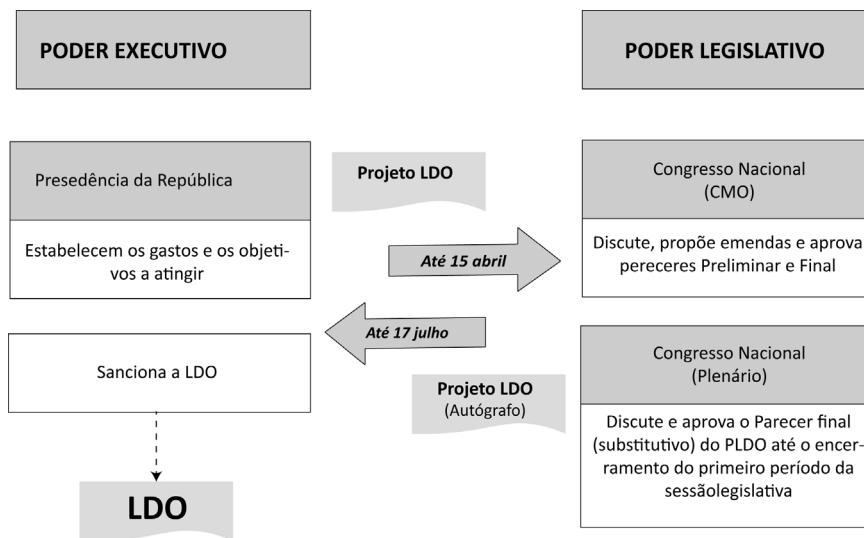 PODER EXECUTIVO
PODER LEGISLATIVO
Presedência da República
Estabelecem os gastos e os objeti-
vos a atingir
Projeto LDO
Até 15 abril
Congresso Nacional
(CMO)
Discute, propõe emendas e aprova
pereceres Preliminar e Final
Sanciona a LDO
Até 17 julho
Projeto LDO
(Autógrafo)
Congresso Nacional
(Plenário)
Discute e aprova o Parecer final
(substitutivo) do PLDO até o encer-
ramento do primeiro período da
sessãolegislativa
LDO